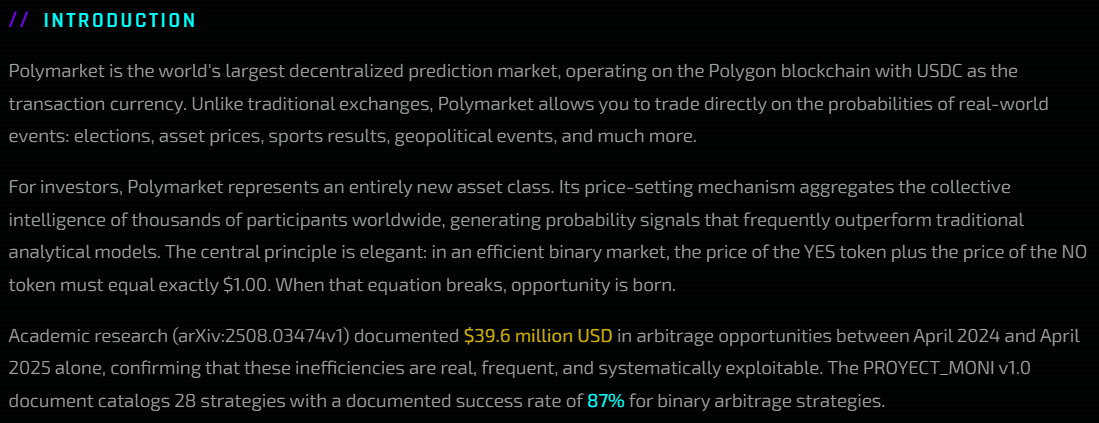 // INTRODUCTION
Polymarket is the world's largest decentralized prediction market, operating on the Polygon blockchain with USDC as the
transaction currency. Unlike traditional exchanges, Polymarket allows you to trade directly on the probabilities of real-world
events: elections, asset prices, sports results, geopolitical events, and much more.
For investors, Polymarket represents an entirely new asset class. Its price-setting mechanism aggregates the collective
intelligence of thousands of participants worldwide, generating probability signals that frequently outperform traditional
analytical models. The central principle is elegant: in an efficient binary market, the price of the YES token plus the price of the NO
token must equal exactly $1.00. When that equation breaks, opportunity is born.
Academic research (arXiv:2508.03474v1) documented $39.6 million USD in arbitrage opportunities between April 2024 and April
2025 alone, confirming that these inefficiencies are real, frequent, and systematically exploitable. The PROYECT_MONI v1.0
document catalogs 28 strategies with a documented success rate of 87% for binary arbitrage strategies.